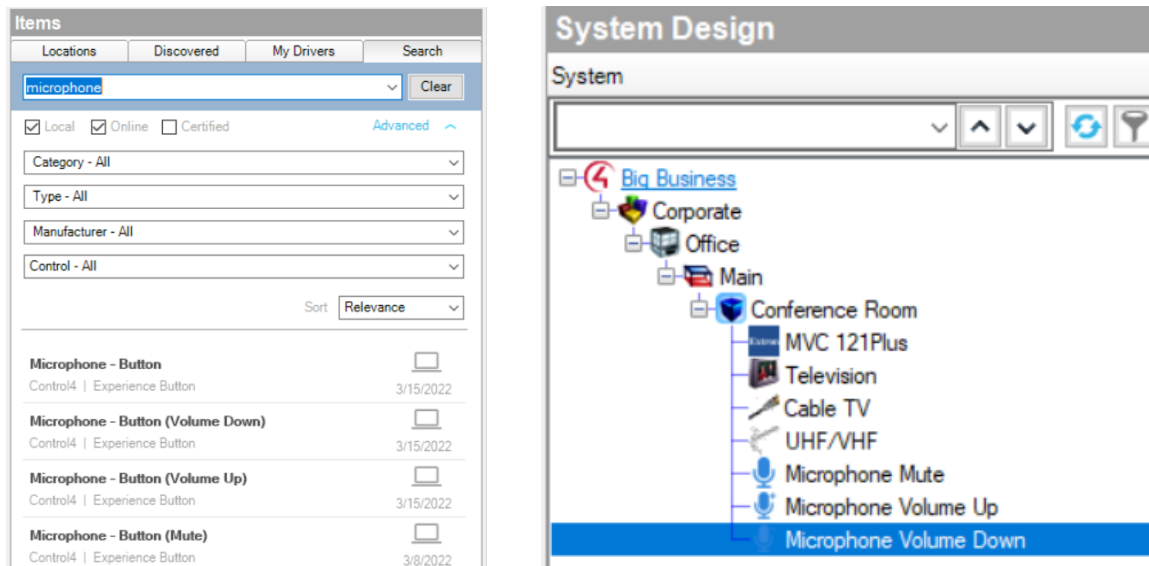 Items
Locations Discovered My Drivers Search
microphone Clear
Local Online Certified Advanced
Category - All
Type - All
Manufacturer - All
Control - All
Sort Relevance
Microphone - Button
Control4 | Experience Button 3/15/2022
Microphone - Button (Volume Down)
Control4 | Experience Button 3/15/2022
Microphone - Button (Volume Up)
Control4 | Experience Button 3/15/2022
Microphone - Button (Mute)
Control4 | Experience Button 3/8/2022
System Design
System
Big Business
Corporate
Office
Main
Conference Room
Extron MVC 121Plus
Television
Cable TV
UHF/VHF
Microphone Mute
Microphone Volume Up
Microphone Volume Down